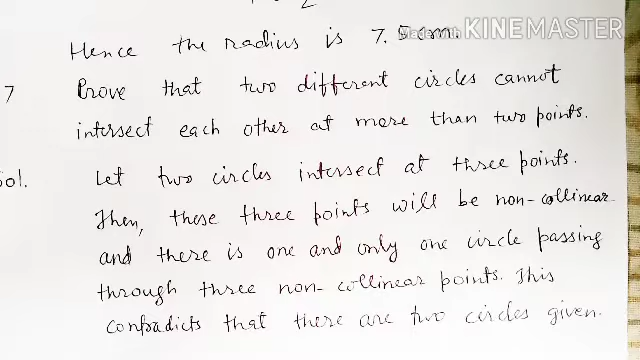 2
Hence the radius is 7.5 cm.
Made with KINEMASTER
7 Prove that two different circles cannot
intersect each other at more than two points.
Sol. Let two circles intersect at three points.
Then, these three points will be non-collinear
and there is one and only one circle passing
through three non-collinear points. This
contradicts that there are two circles given.